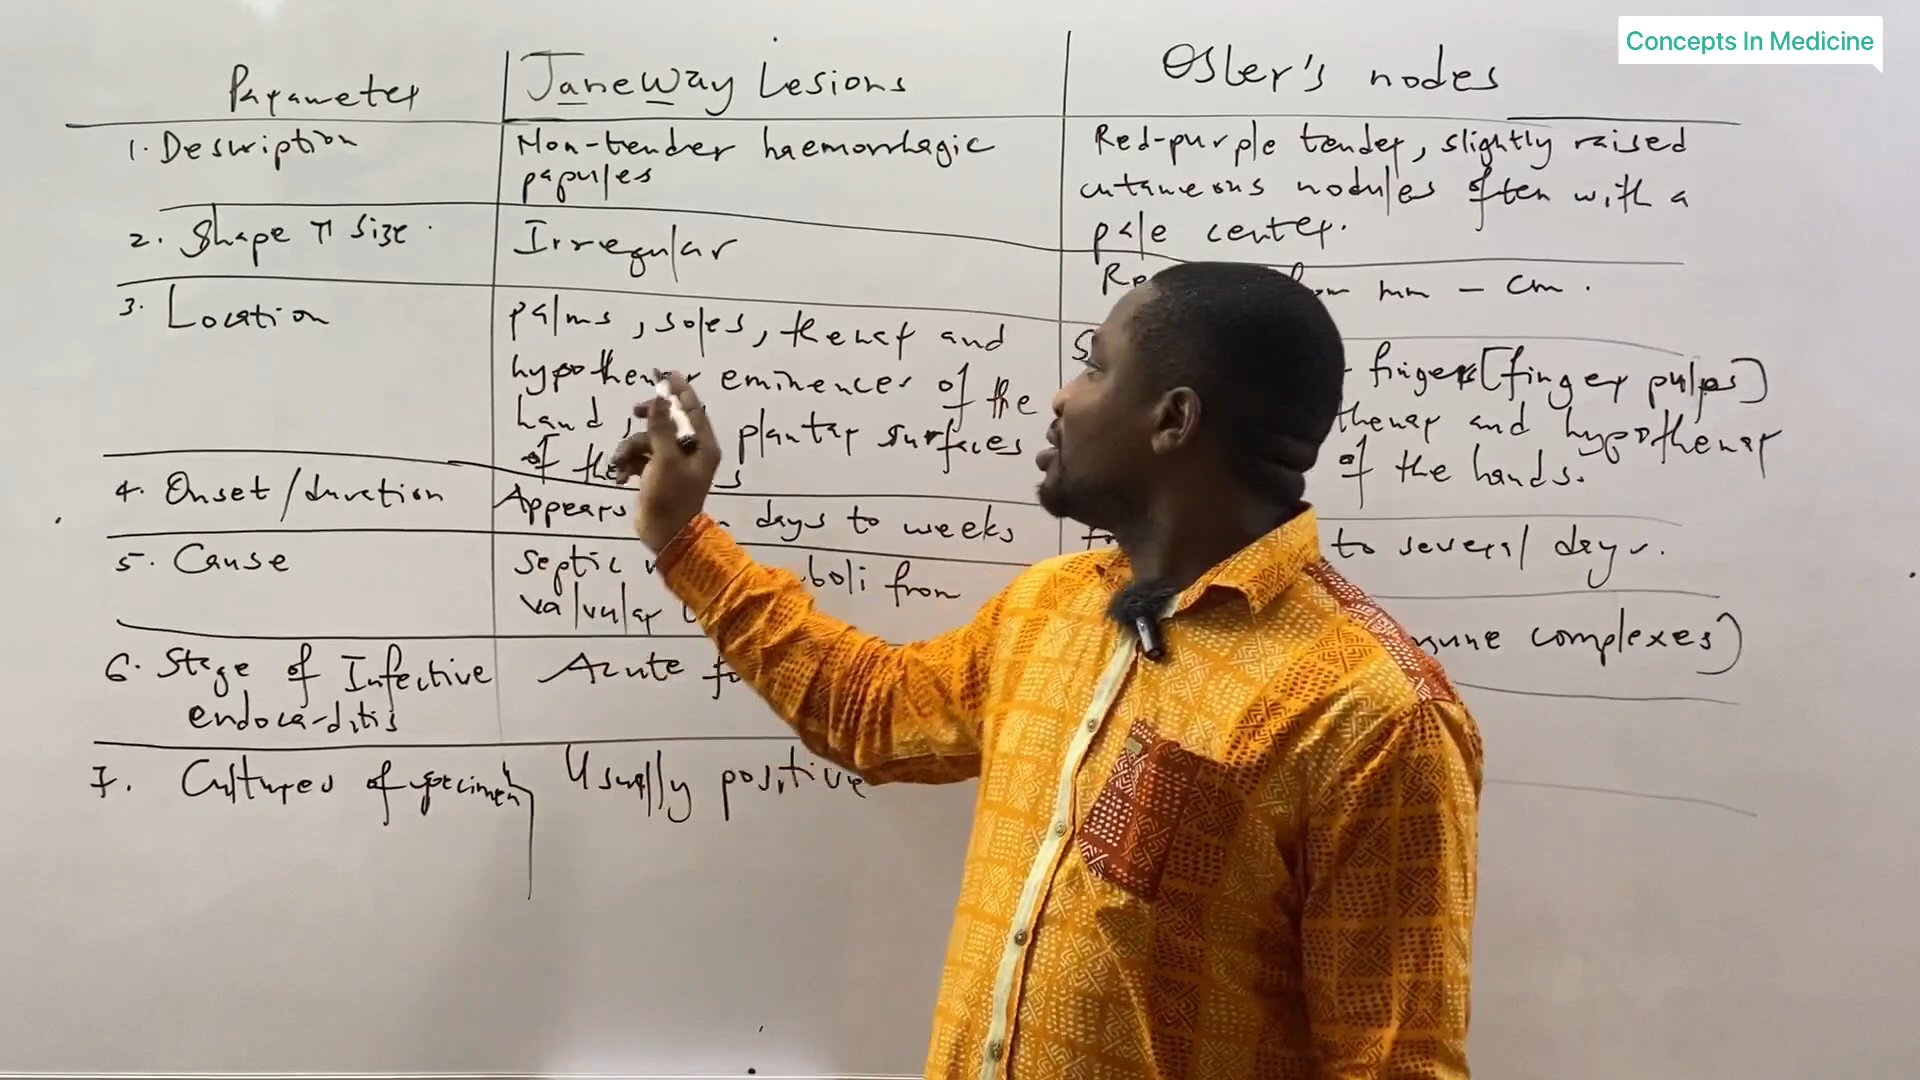 Concepts In Medicine
Parameter
Janeway Lesions
Osler's nodes
1. Description
Non-tender haemorrhagic
papules
Red-purple tender, slightly raised
cutaneous nodules often with a
pale center.
2. Shape & Size.
Irregular
mm - cm.
3. Location
palms, soles, thenar and
hypothenar eminences of the
hand, plantar surfaces
of the
fingers [finger pulps]
thenar and hypothenar
of the hands.
4. Onset/duration
Appears days to weeks
to several days.
5. Cause
Septic from
valvular
complexes)
6. Stage of Infective
endocarditis
Acute
7. Cultures of specimen
Usually positive